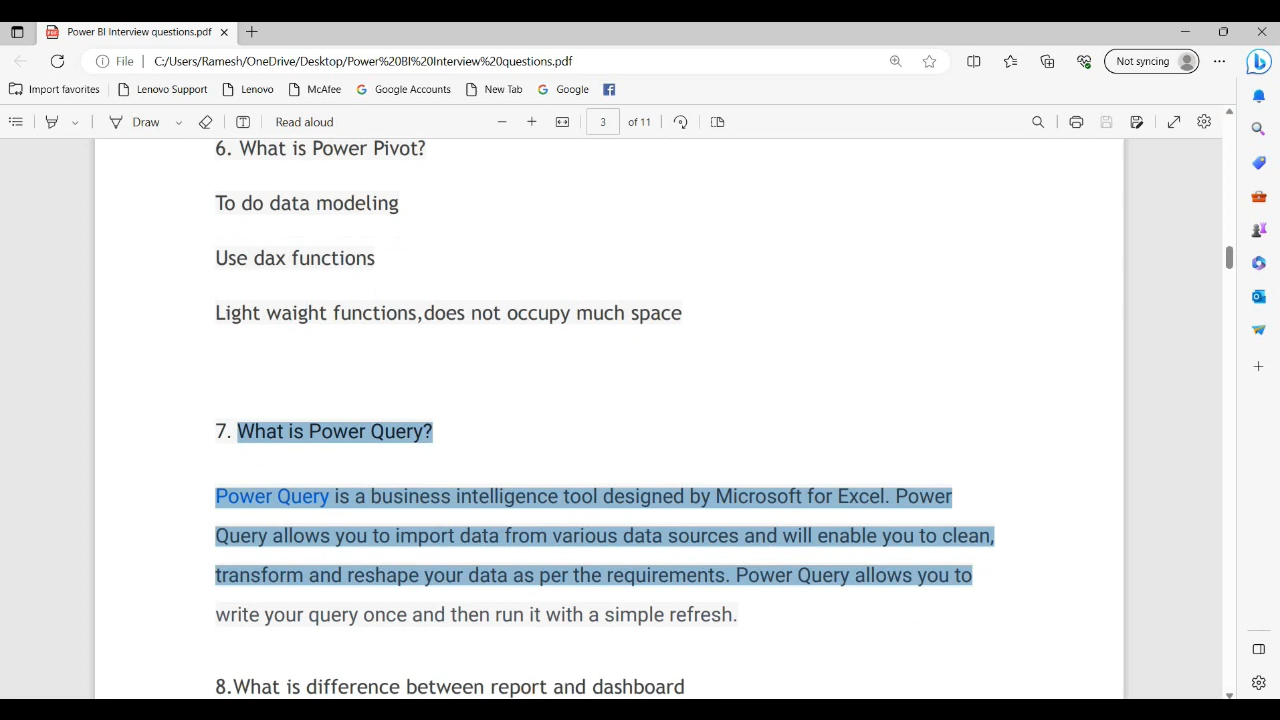 Power BI Interview questions.pdf
File
C:/Users/Ramesh/OneDrive/Desktop/Power%20BI%20Interview%20questions.pdf
Not syncing
Import favorites
Lenovo Support
Lenovo
McAfee
Google Accounts
New Tab
Google
Draw
Read aloud
3 of 11
6. What is Power Pivot?
To do data modeling
Use dax functions
Light waight functions,does not occupy much space
7. What is Power Query?
Power Query is a business intelligence tool designed by Microsoft for Excel. Power
Query allows you to import data from various data sources and will enable you to clean,
transform and reshape your data as per the requirements. Power Query allows you to
write your query once and then run it with a simple refresh.
8.What is difference between report and dashboard